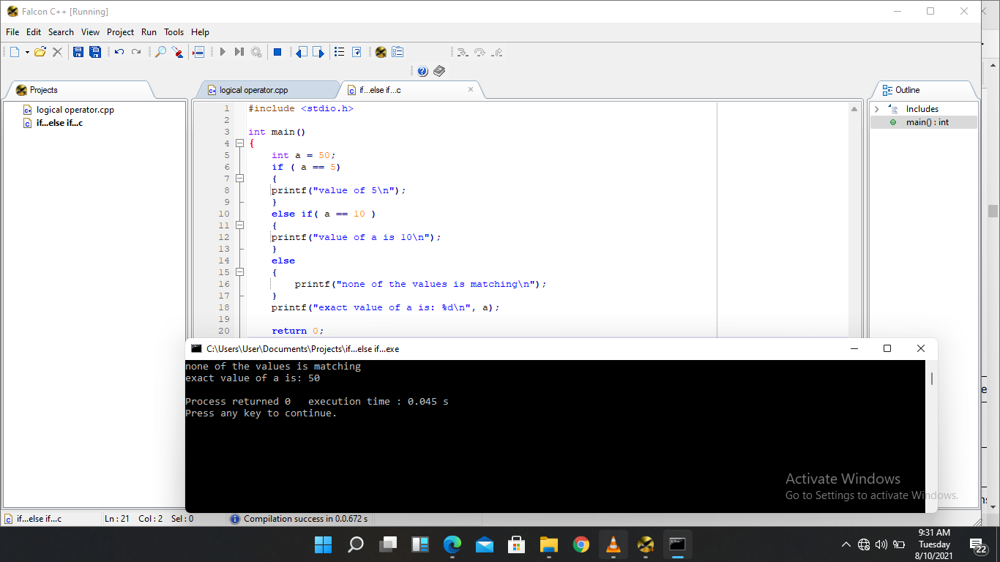 Falcon C++ [Running]
File Edit Search View Project Run Tools Help
Projects
logical operator.cpp
if...else if...c
logical operator.cpp
if...else if...c
Outline
Includes
main() : int
1 #include <stdio.h>
2
3 int main()
4 {
5 int a = 50;
6 if ( a == 5)
7 {
8 printf("value of 5\n");
9 }
10 else if( a == 10 )
11 {
12 printf("value of a is 10\n");
13 }
14 else
15 {
16 printf("none of the values is matching\n");
17 }
18 printf("exact value of a is: %d\n", a);
19
20 return 0;
C:\Users\User\Documents\Projects\if...else if...exe
none of the values is matching
exact value of a is: 50
Process returned 0 execution time : 0.045 s
Press any key to continue.
Activate Windows
Go to Settings to activate Windows.
if...else if...c Ln : 21 Col : 2 Sel : 0 Compilation success in 0.0.672 s
9:31 AM
Tuesday
8/10/2021
22